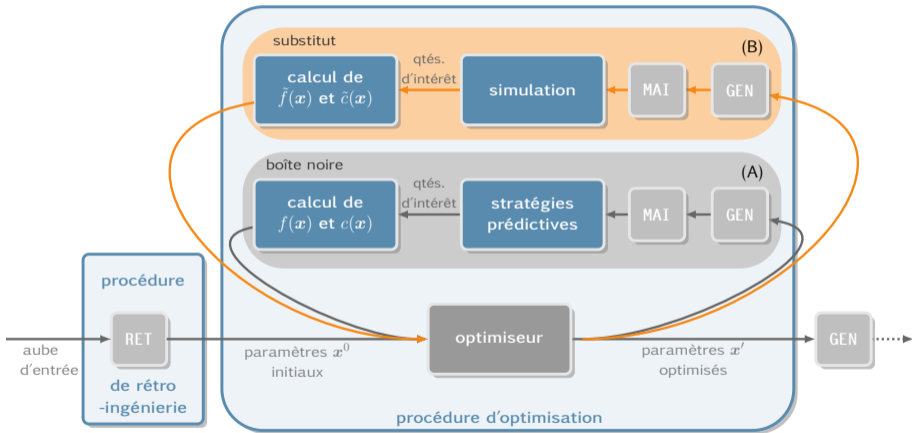 substitut
(B)
calcul de
f̃(x) et c̃(x)
qtés.
d'intérêt
simulation
MAI
GEN
boîte noire
(A)
calcul de
f(x) et c(x)
qtés.
d'intérêt
stratégies
prédictives
MAI
GEN
procédure
RET
de rétro
-ingénierie
aube
d'entrée
paramètres x⁰
initiaux
optimiseur
paramètres x′
optimisés
GEN
procédure d'optimisation